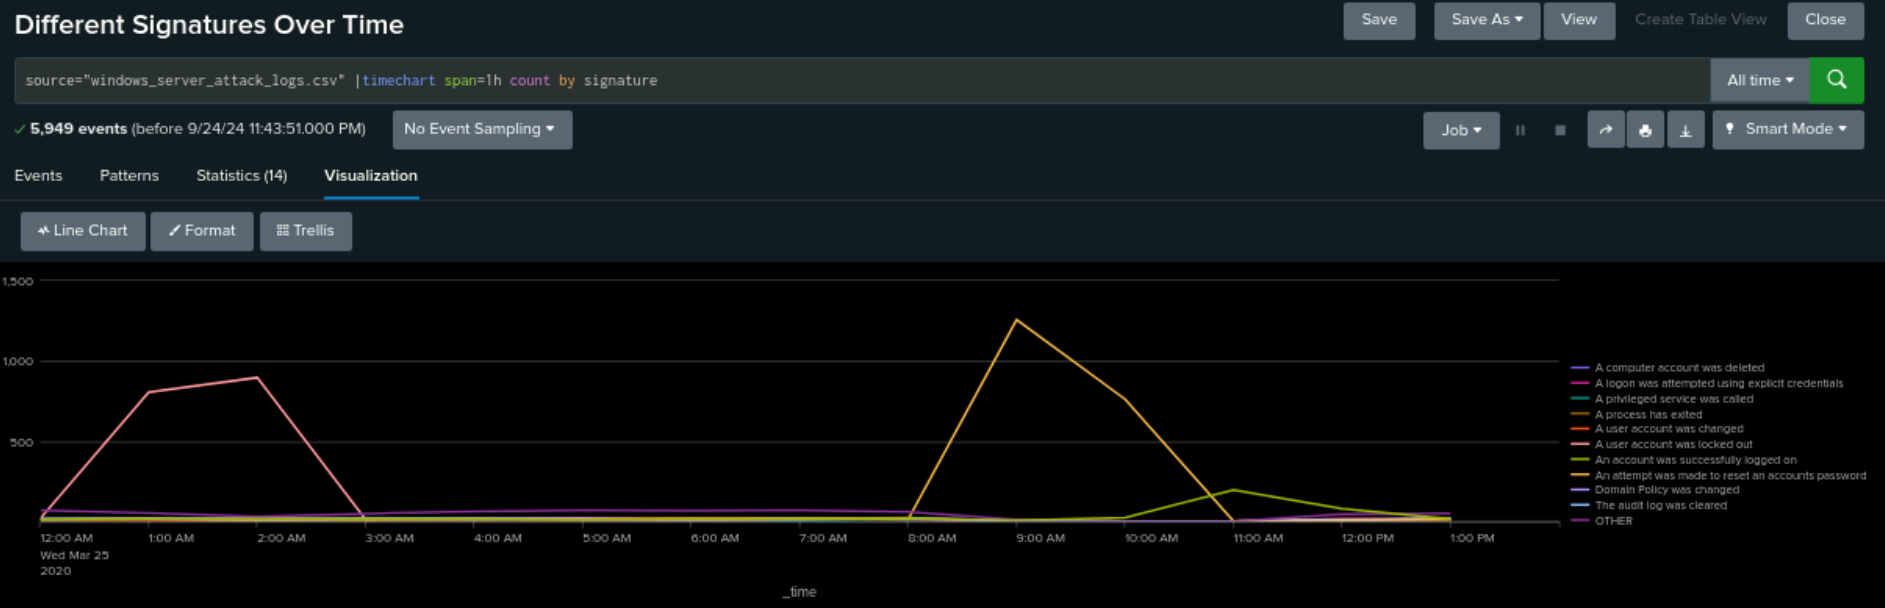 Different Signatures Over Time
Save
Save As
View
Create Table View
Close
source="windows_server_attack_logs.csv" |timechart span=1h count by signature
All time
5,949 events (before 9/24/24 11:43:51.000 PM)
No Event Sampling
Job
Smart Mode
Events
Patterns
Statistics (14)
Visualization
Line Chart
Format
Trellis
1,500
1,000
500
A computer account was deleted
A logon was attempted using explicit credentials
A privileged service was called
A process has exited
A user account was changed
A user account was locked out
An account was successfully logged on
An attempt was made to reset an accounts password
Domain Policy was changed
The audit log was cleared
OTHER
12:00 AM
Wed Mar 25
2020
1:00 AM
2:00 AM
3:00 AM
4:00 AM
5:00 AM
6:00 AM
7:00 AM
8:00 AM
9:00 AM
10:00 AM
11:00 AM
12:00 PM
1:00 PM
_time